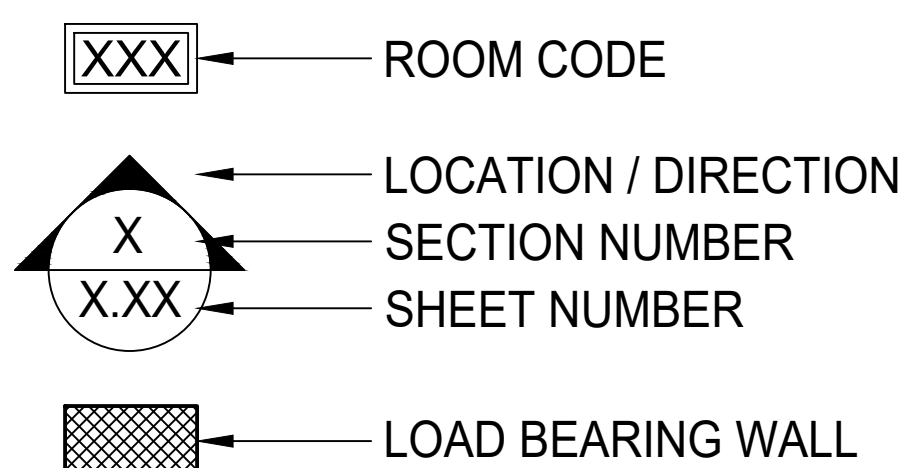 XXX ROOM CODE
LOCATION / DIRECTION
X SECTION NUMBER
X.XX SHEET NUMBER
LOAD BEARING WALL